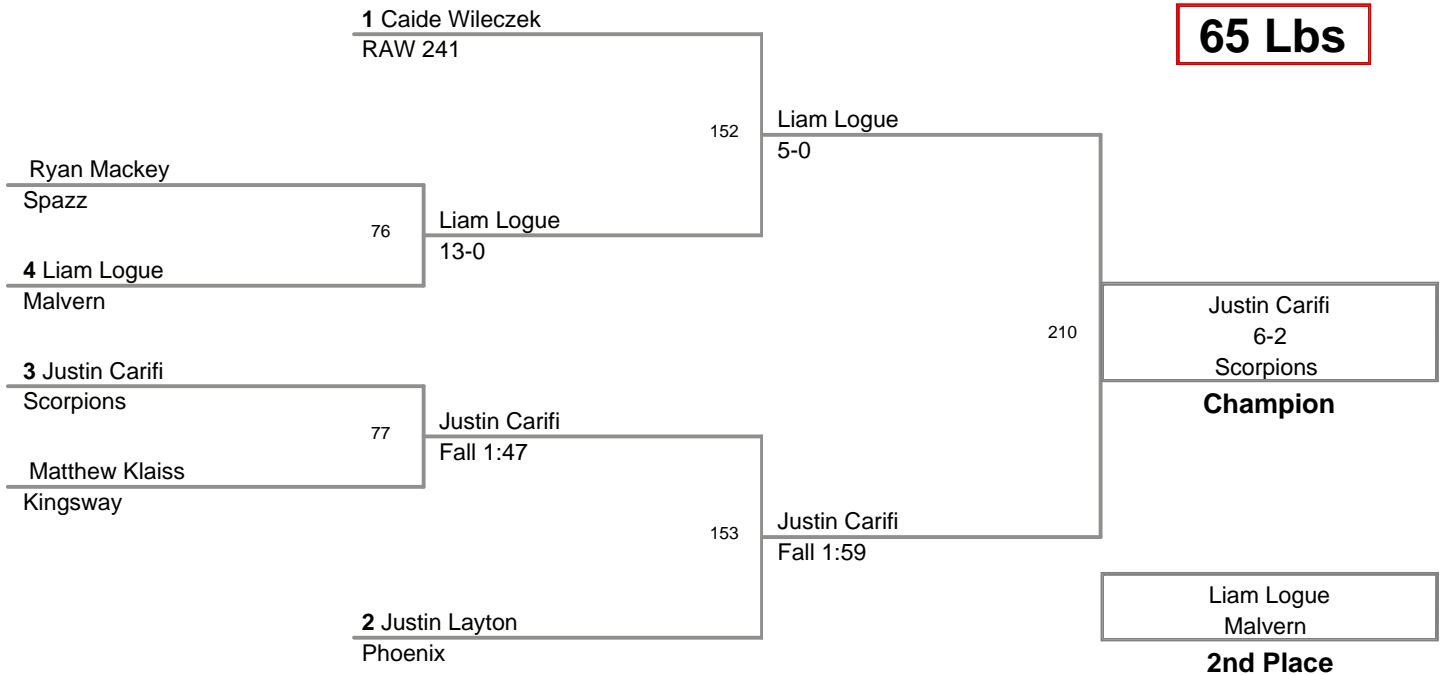 1 Caide Wileczek
RAW 241
65 Lbs
152
Liam Logue
5-0
Ryan Mackey
Spazz
76
Liam Logue
13-0
4 Liam Logue
Malvern
Justin Carifi
6-2
Scorpions
Champion
210
3 Justin Carifi
Scorpions
77
Justin Carifi
Fall 1:47
Matthew Klaiss
Kingsway
153
Justin Carifi
Fall 1:59
2 Justin Layton
Phoenix
Liam Logue
Malvern
2nd Place